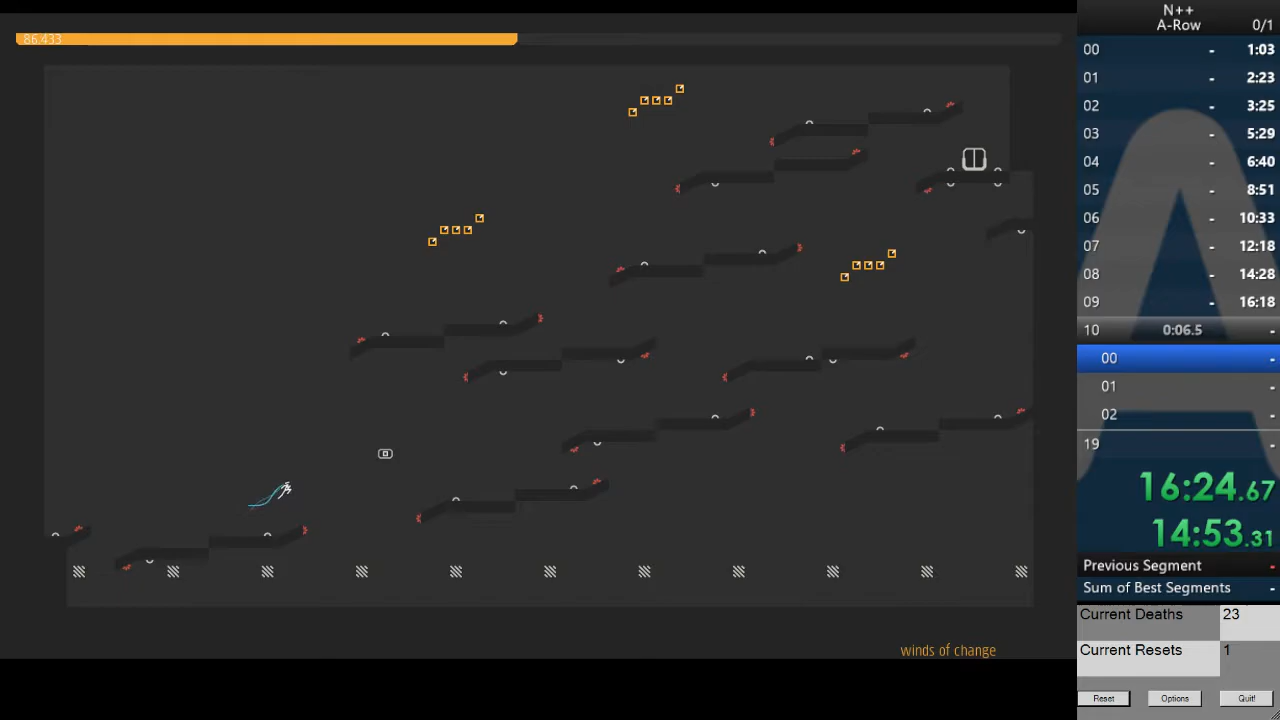 86.433
winds of change
N++
A-Row 0/1
00 - 1:03
01 - 2:23
02 - 3:25
03 - 5:29
04 - 6:40
05 - 8:51
06 - 10:33
07 - 12:18
08 - 14:28
09 - 16:18
10 0:06.5 -
00 -
01 -
02 -
19 -
16:24.67
14:53.31
Previous Segment -
Sum of Best Segments -
Current Deaths 23
Current Resets 1
Reset Options Quit!